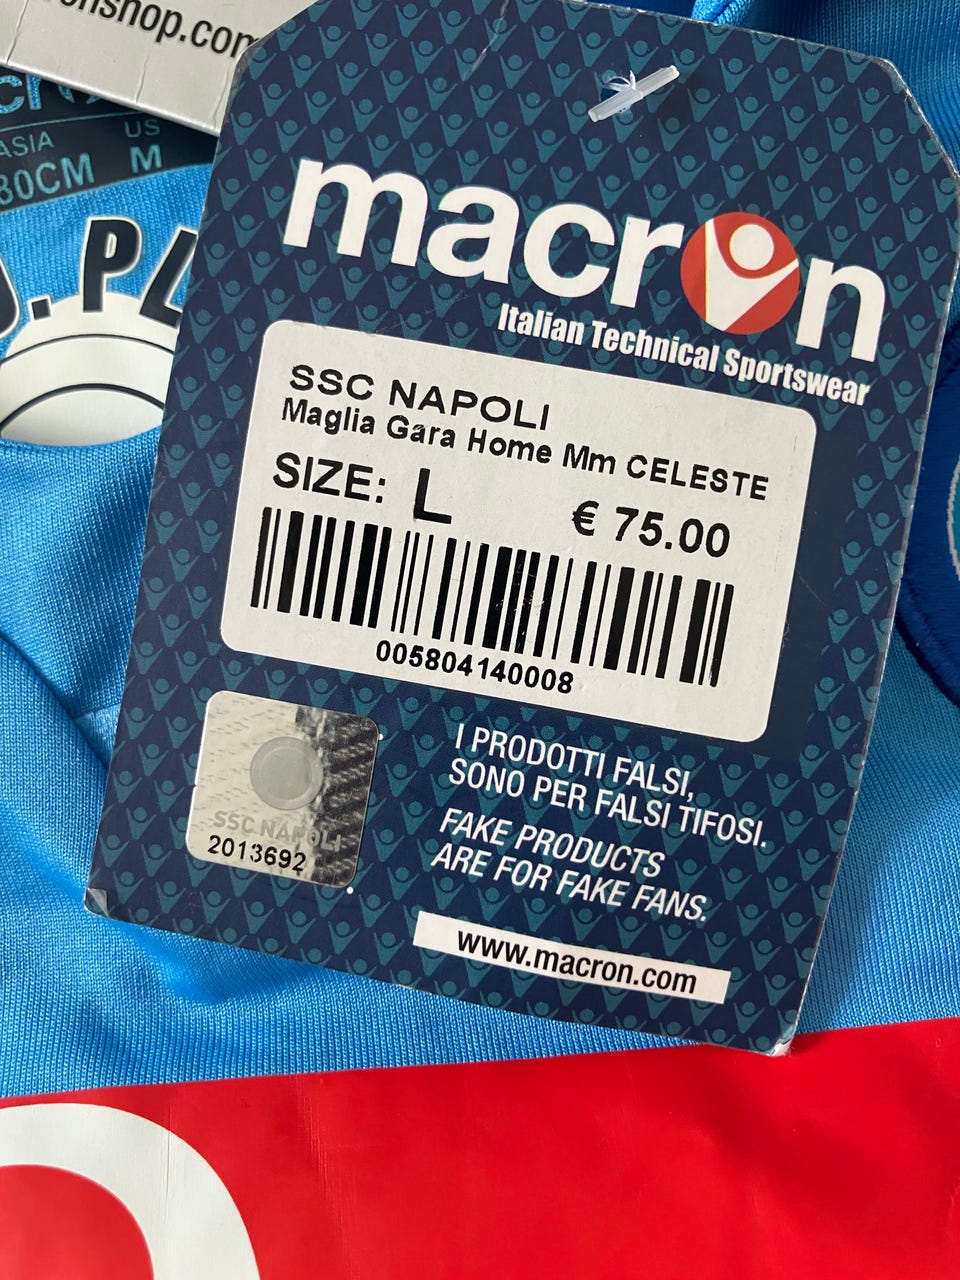 onshop.com
ASIA US
80CM M
.PL
macron
Italian Technical Sportswear
SSC NAPOLI
Maglia Gara Home Mm CELESTE
SIZE: L € 75.00
005804140008
SSC NAPOLI
2013692
I PRODOTTI FALSI,
SONO PER FALSI TIFOSI.
FAKE PRODUCTS
ARE FOR FAKE FANS.
www.macron.com